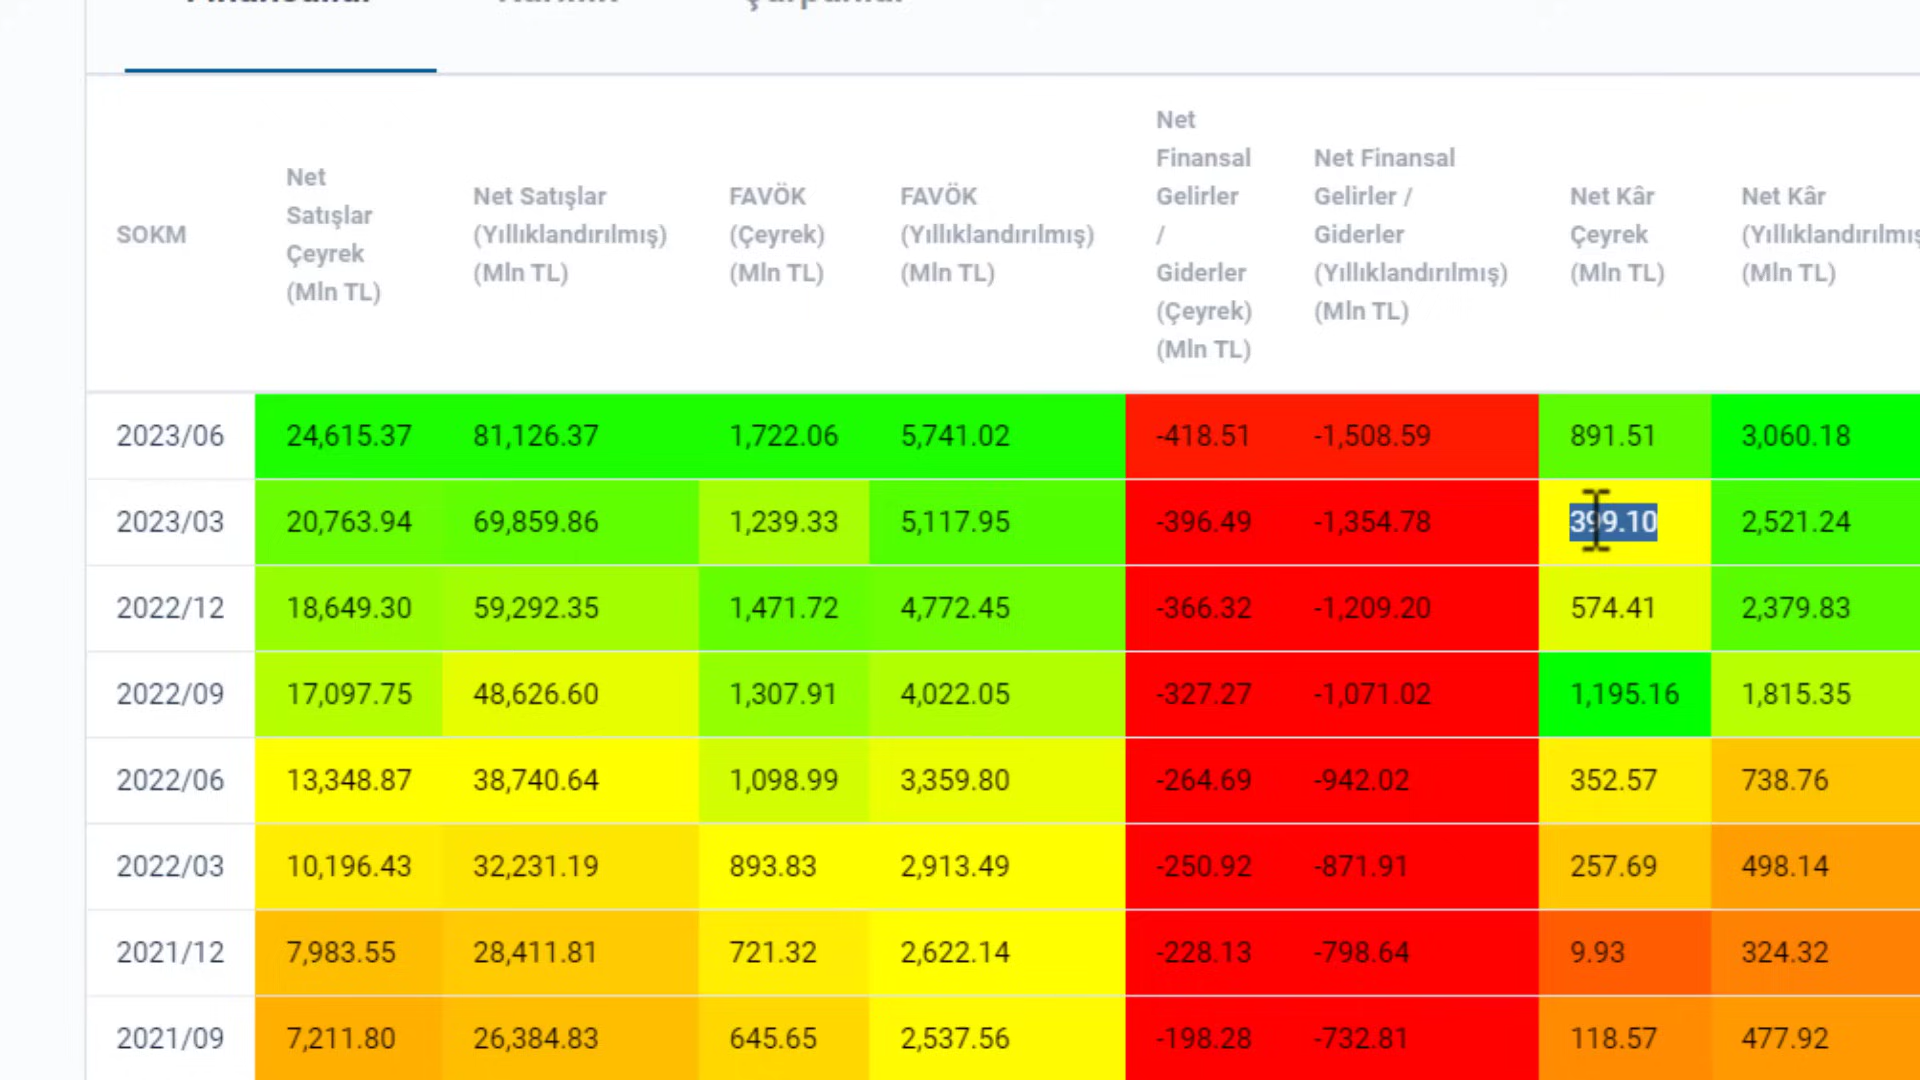 SOKM
Net
Satışlar
Çeyrek
(Mln TL)
Net Satışlar
(Yıllıklandırılmış)
(Mln TL)
FAVÖK
(Çeyrek)
(Mln TL)
FAVÖK
(Yıllıklandırılmış)
(Mln TL)
Net
Finansal
Gelirler
/
Giderler
(Çeyrek)
(Mln TL)
Net Finansal
Gelirler /
Giderler
(Yıllıklandırılmış)
(Mln TL)
Net Kâr
Çeyrek
(Mln TL)
Net Kâr
(Yıllıklandırılmış
(Mln TL)
2023/06 24,615.37 81,126.37 1,722.06 5,741.02 -418.51 -1,508.59 891.51 3,060.18
2023/03 20,763.94 69,859.86 1,239.33 5,117.95 -396.49 -1,354.78 399.10 2,521.24
2022/12 18,649.30 59,292.35 1,471.72 4,772.45 -366.32 -1,209.20 574.41 2,379.83
2022/09 17,097.75 48,626.60 1,307.91 4,022.05 -327.27 -1,071.02 1,195.16 1,815.35
2022/06 13,348.87 38,740.64 1,098.99 3,359.80 -264.69 -942.02 352.57 738.76
2022/03 10,196.43 32,231.19 893.83 2,913.49 -250.92 -871.91 257.69 498.14
2021/12 7,983.55 28,411.81 721.32 2,622.14 -228.13 -798.64 9.93 324.32
2021/09 7,211.80 26,384.83 645.65 2,537.56 -198.28 -732.81 118.57 477.92